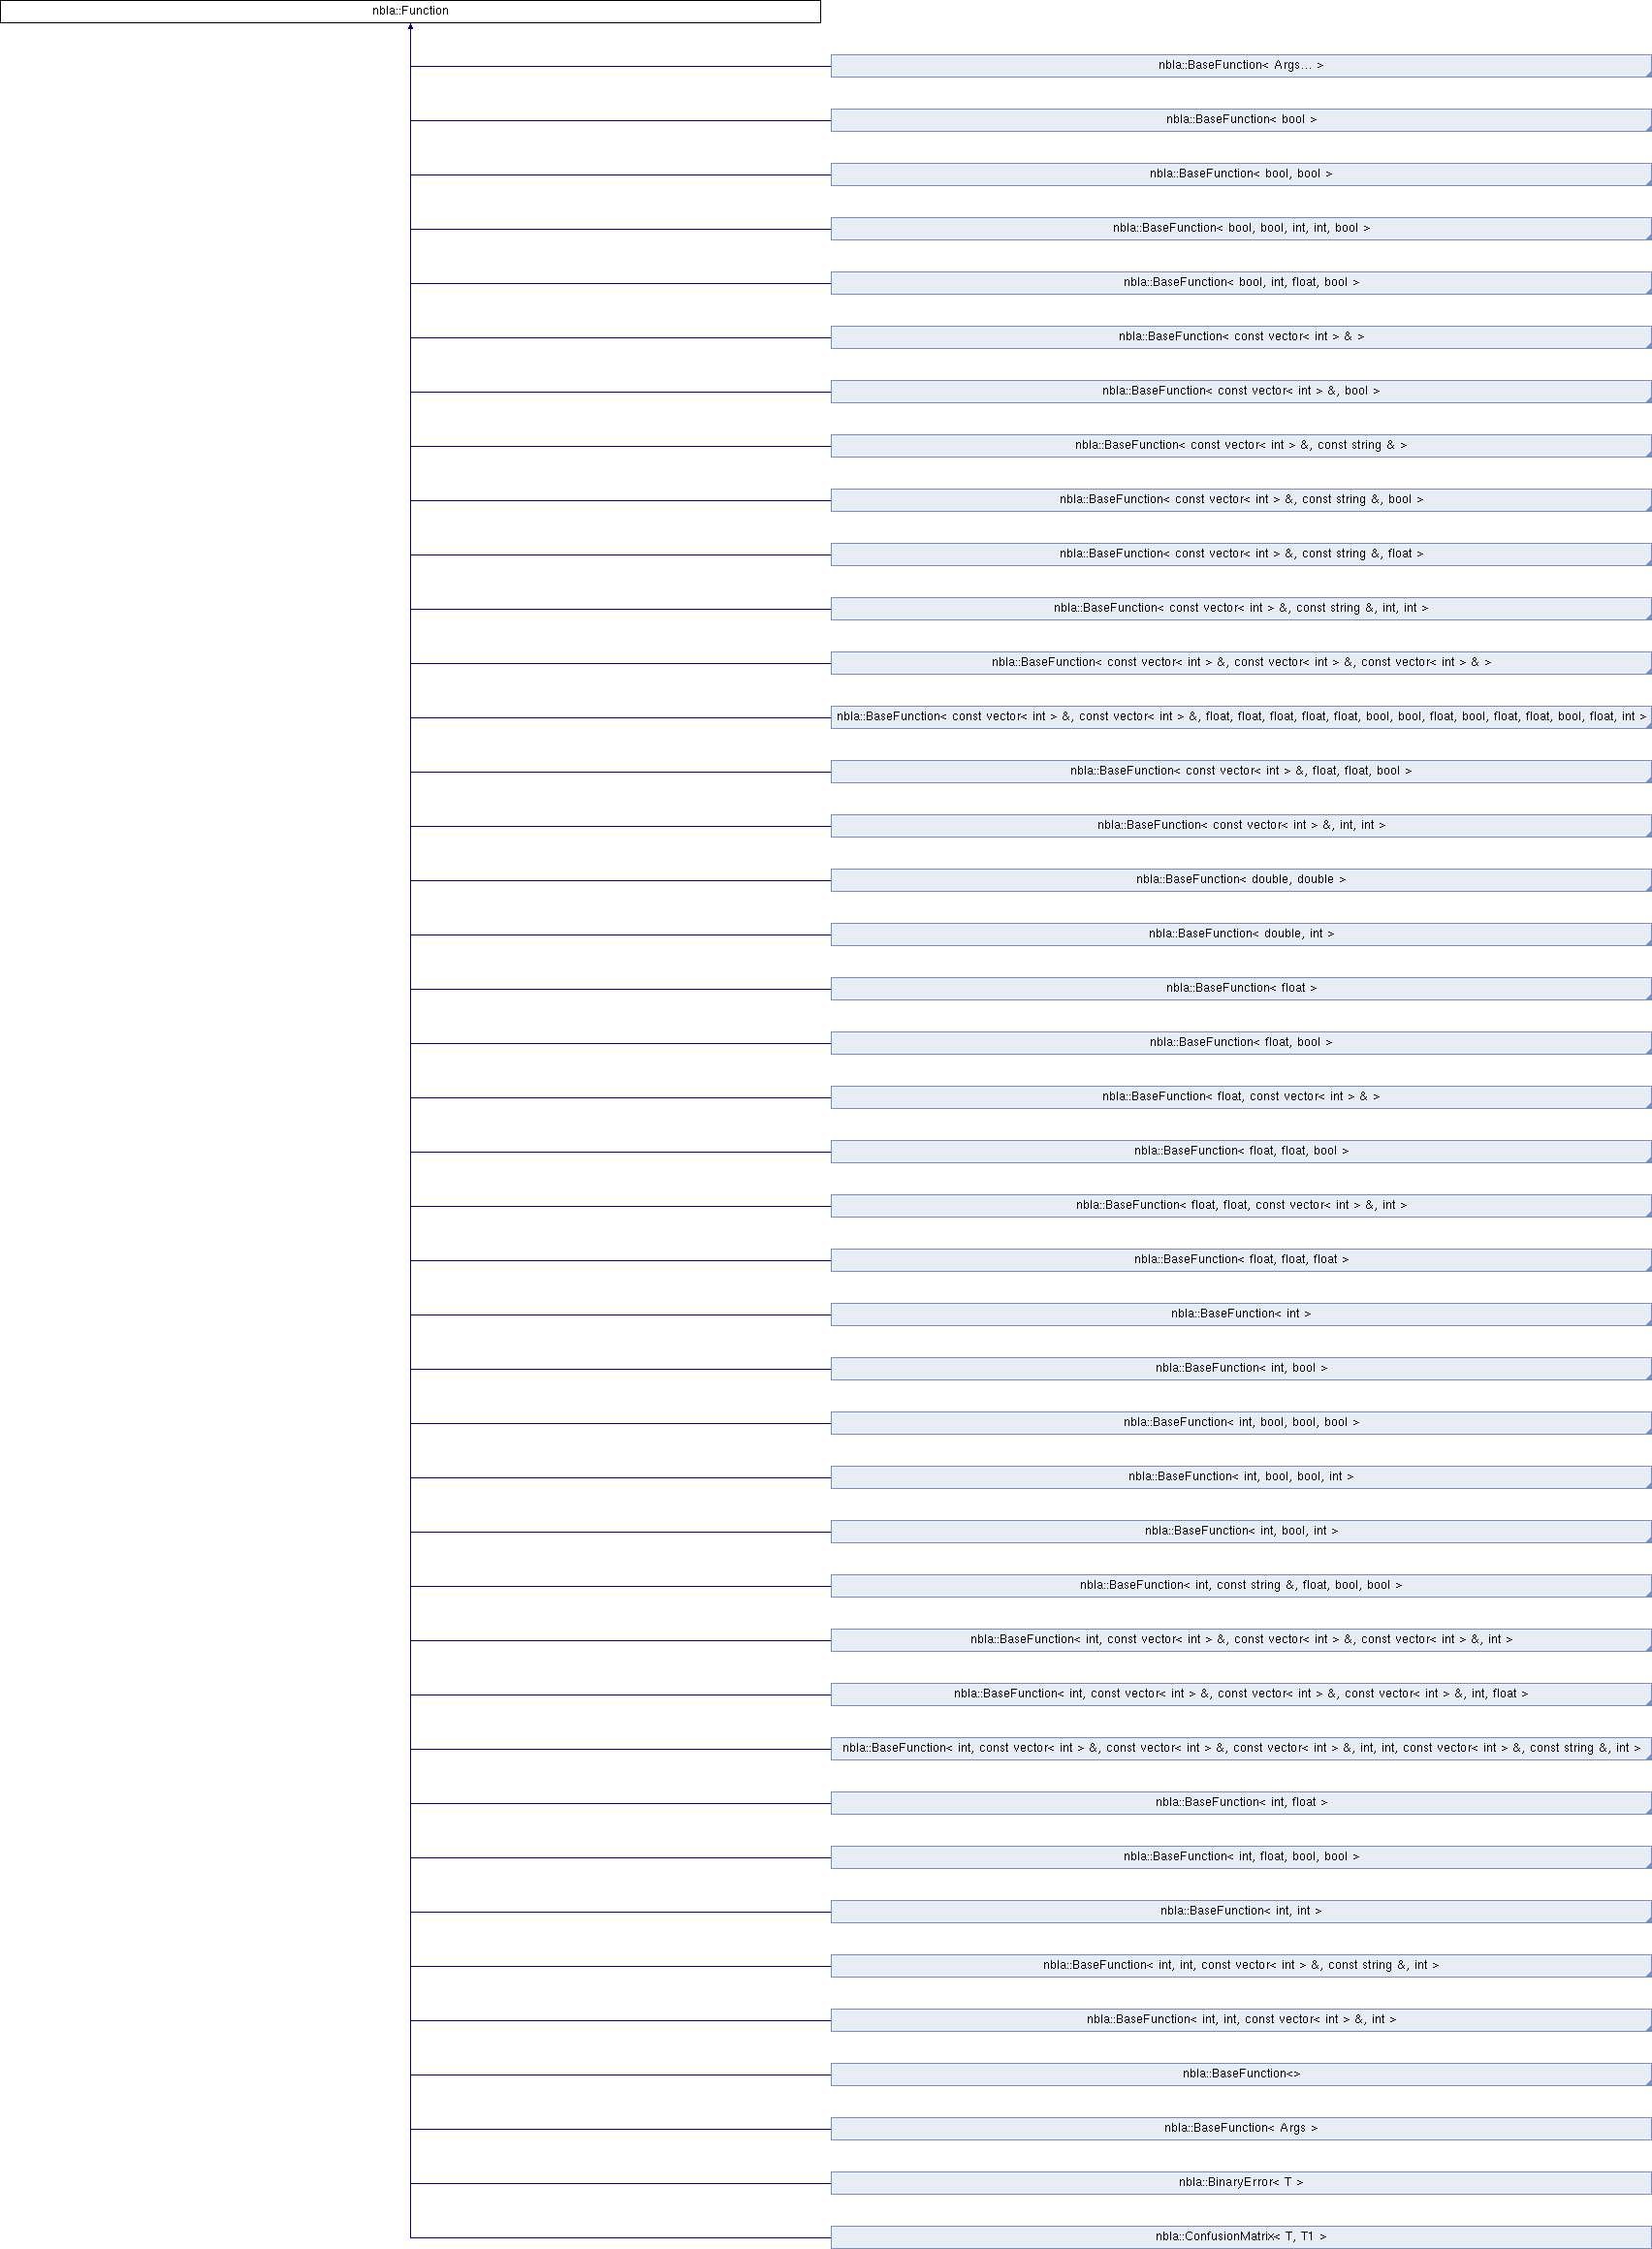 nbla::Function
nbla::BaseFunction< Args... >
nbla::BaseFunction< bool >
nbla::BaseFunction< bool, bool >
nbla::BaseFunction< bool, bool, int, int, bool >
nbla::BaseFunction< bool, int, float, bool >
nbla::BaseFunction< const vector< int > & >
nbla::BaseFunction< const vector< int > &, bool >
nbla::BaseFunction< const vector< int > &, const string & >
nbla::BaseFunction< const vector< int > &, const string &, bool >
nbla::BaseFunction< const vector< int > &, const string &, float >
nbla::BaseFunction< const vector< int > &, const string &, int, int >
nbla::BaseFunction< const vector< int > &, const vector< int > &, const vector< int > & >
nbla::BaseFunction< const vector< int > &, const vector< int > &, float, float, float, float, float, bool, bool, float, bool, float, float, bool, float, int >
nbla::BaseFunction< const vector< int > &, float, float, bool >
nbla::BaseFunction< const vector< int > &, int, int >
nbla::BaseFunction< double, double >
nbla::BaseFunction< double, int >
nbla::BaseFunction< float >
nbla::BaseFunction< float, bool >
nbla::BaseFunction< float, const vector< int > & >
nbla::BaseFunction< float, float, bool >
nbla::BaseFunction< float, float, const vector< int > &, int >
nbla::BaseFunction< float, float, float >
nbla::BaseFunction< int >
nbla::BaseFunction< int, bool >
nbla::BaseFunction< int, bool, bool, bool >
nbla::BaseFunction< int, bool, bool, int >
nbla::BaseFunction< int, bool, int >
nbla::BaseFunction< int, const string &, float, bool, bool >
nbla::BaseFunction< int, const vector< int > &, const vector< int > &, const vector< int > &, int >
nbla::BaseFunction< int, const vector< int > &, const vector< int > &, const vector< int > &, int, float >
nbla::BaseFunction< int, const vector< int > &, const vector< int > &, const vector< int > &, int, int, const vector< int > &, const string &, int >
nbla::BaseFunction< int, float >
nbla::BaseFunction< int, float, bool, bool >
nbla::BaseFunction< int, int >
nbla::BaseFunction< int, int, const vector< int > &, const string &, int >
nbla::BaseFunction< int, int, const vector< int > &, int >
nbla::BaseFunction<>
nbla::BaseFunction< Args >
nbla::BinaryError< T >
nbla::ConfusionMatrix< T, T1 >